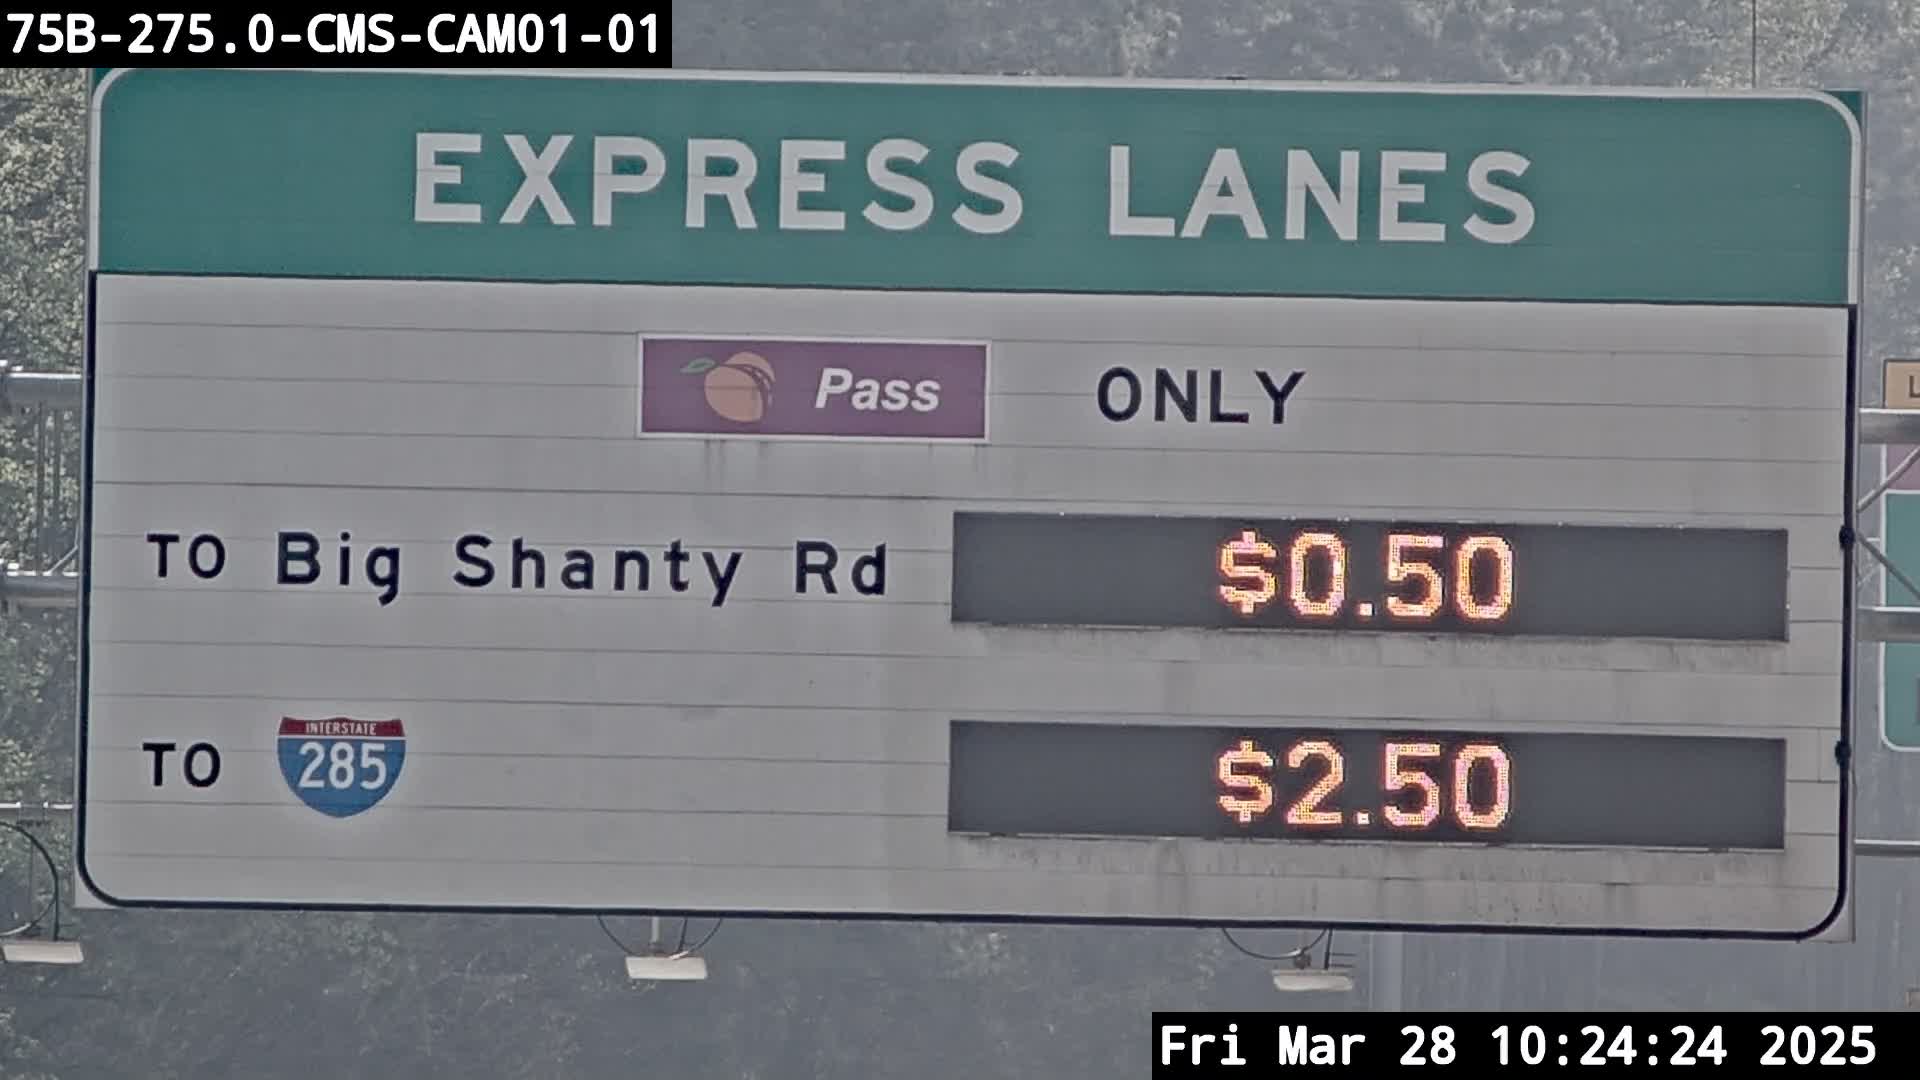 75B-275.0-CMS-CAM01-01
EXPRESS LANES
Pass ONLY
TO Big Shanty Rd $0.50
TO INTERSTATE 285 $2.50
Fri Mar 28 10:24:24 2025